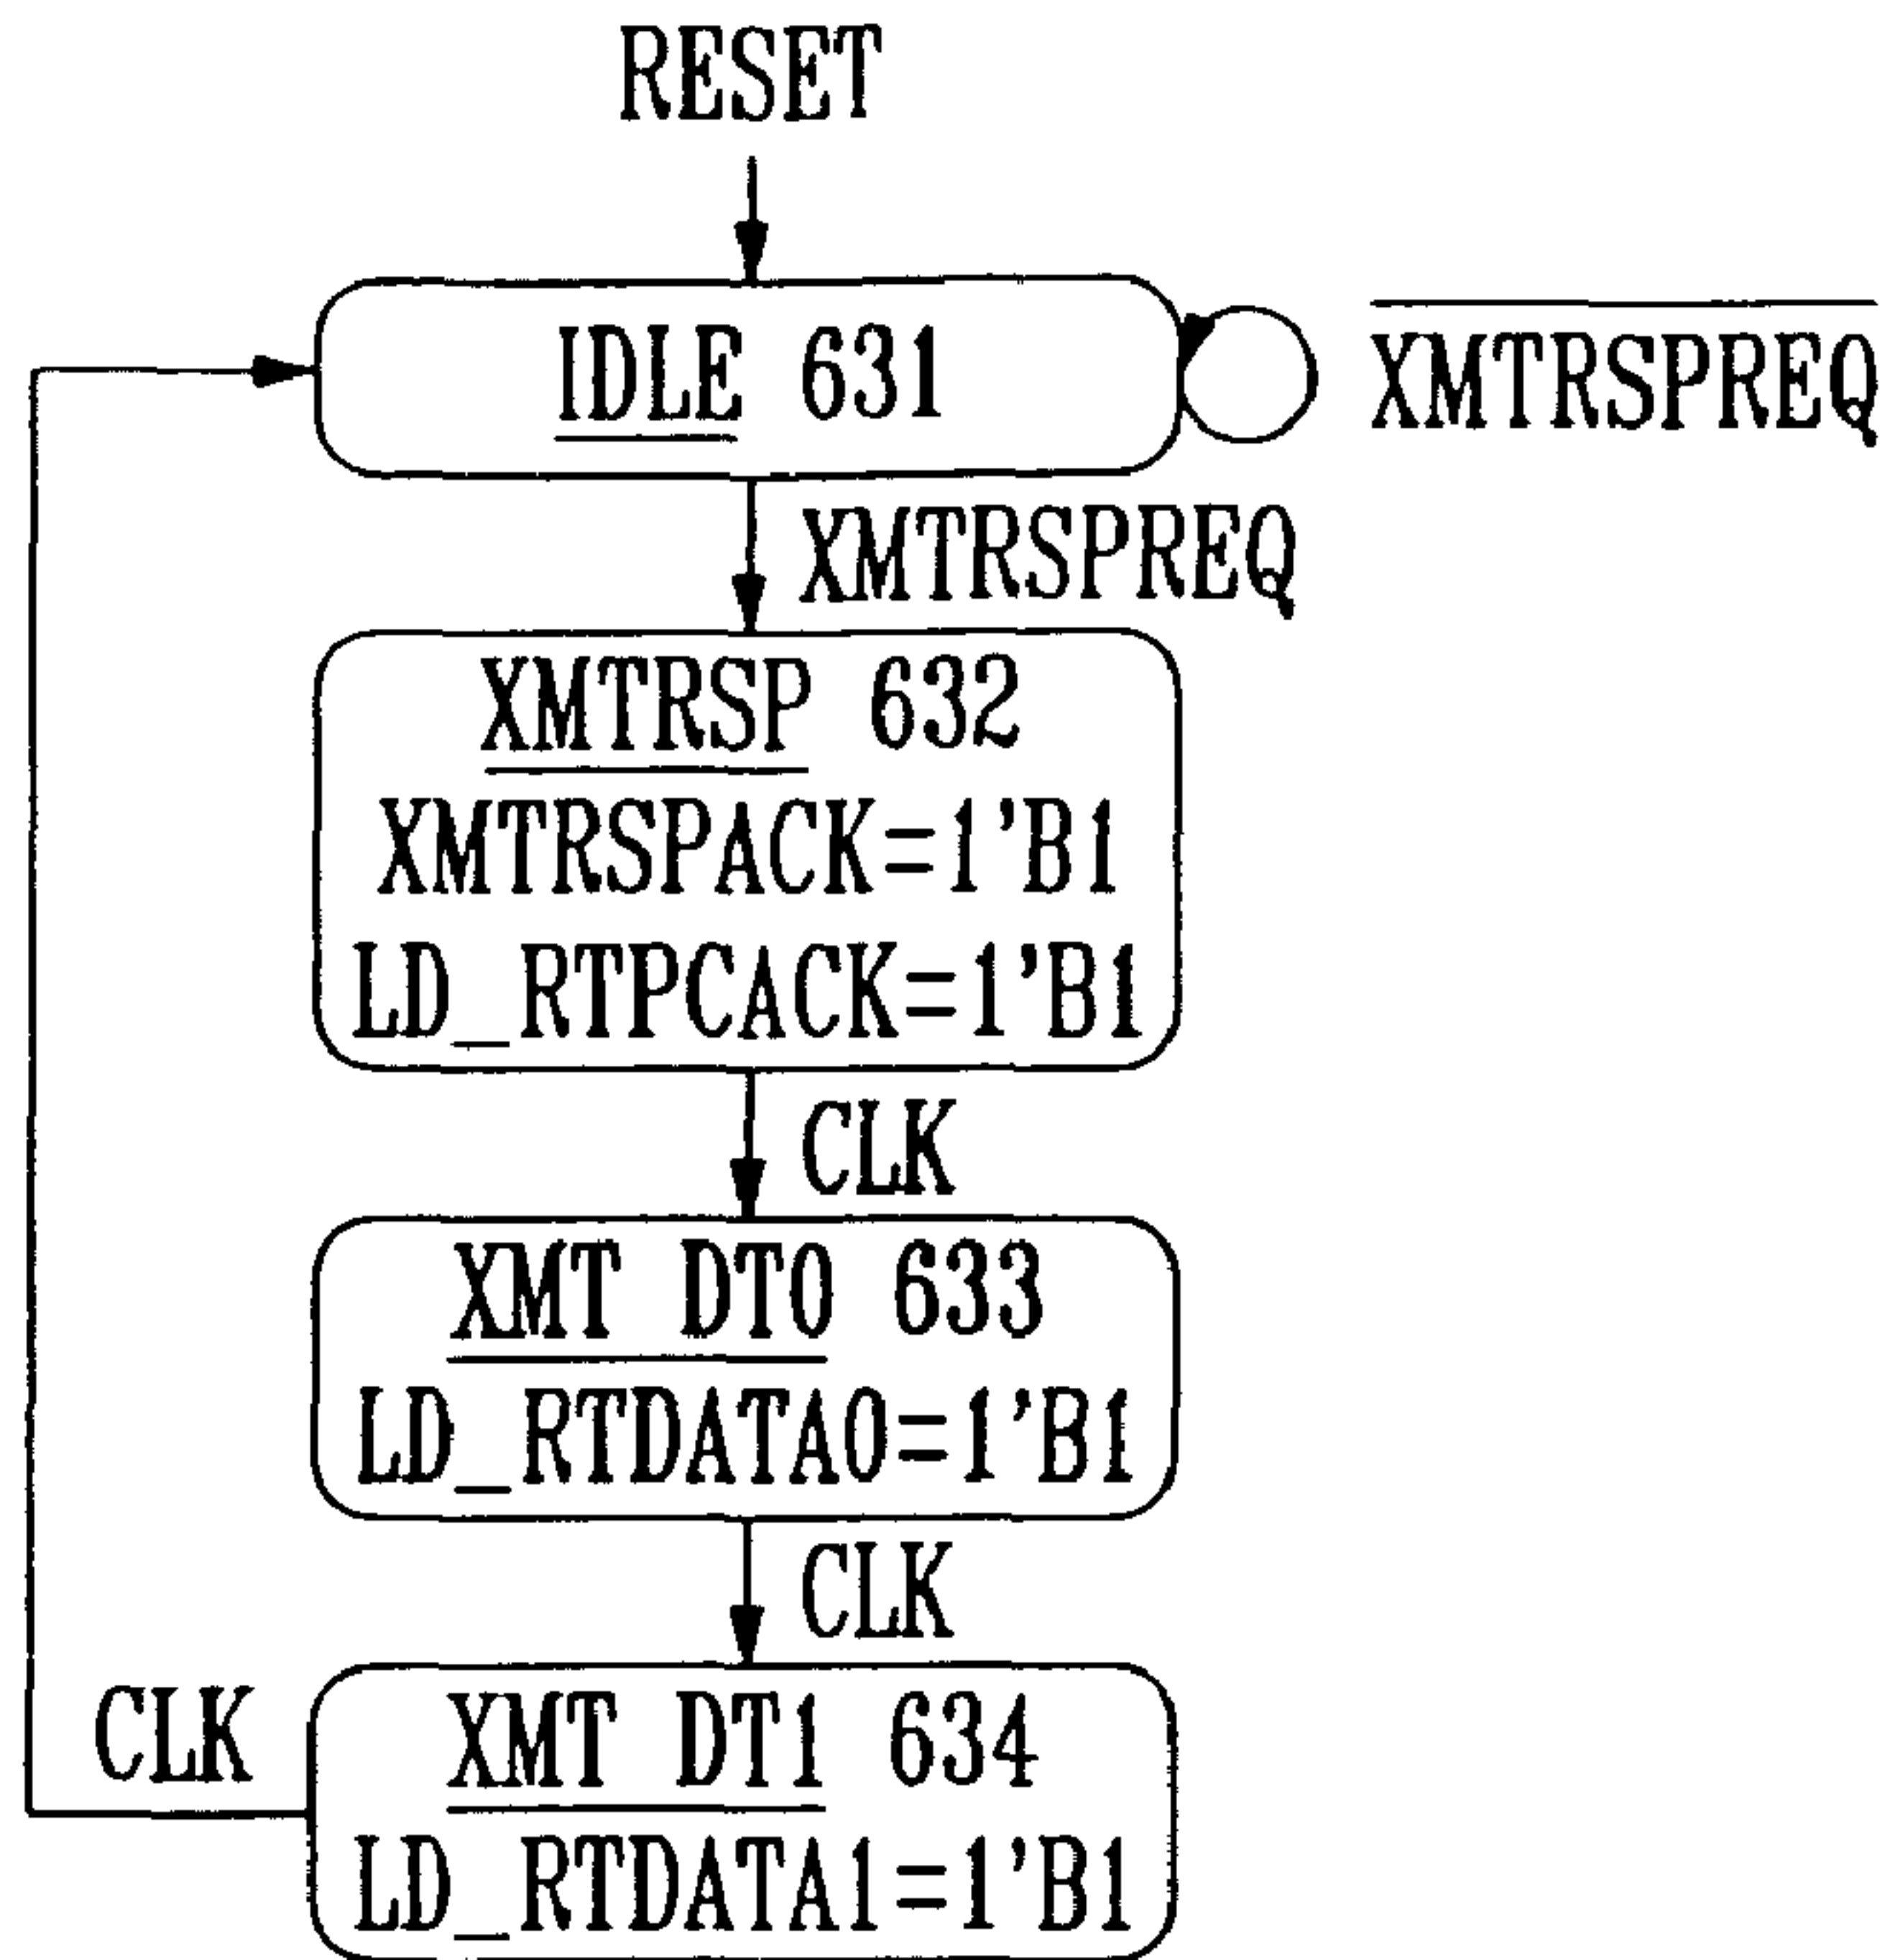 RESET
IDLE 631
XMTRSPREQ
XMTRSPREQ
XMTRSP 632
XMTRSPACK=1'B1
LD_RTPCACK=1'B1
CLK
XMT DT0 633
LD_RTDATA0=1'B1
CLK
CLK
XMT DT1 634
LD_RTDATA1=1'B1